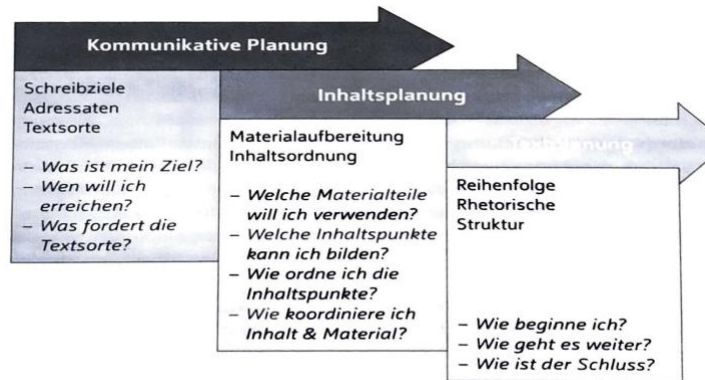 Kommunikative Planung
Schreibziele
Adressaten
Textsorte
– Was ist mein Ziel?
– Wen will ich
erreichen?
– Was fordert die
Textsorte?
Inhaltsplanung
Materialaufbereitung
Inhaltsordnung
– Welche Materialteile
will ich verwenden?
– Welche Inhaltspunkte
kann ich bilden?
– Wie ordne ich die
Inhaltspunkte?
– Wie koordiniere ich
Inhalt & Material?
Textplanung
Reihenfolge
Rhetorische
Struktur
– Wie beginne ich?
– Wie geht es weiter?
– Wie ist der Schluss?